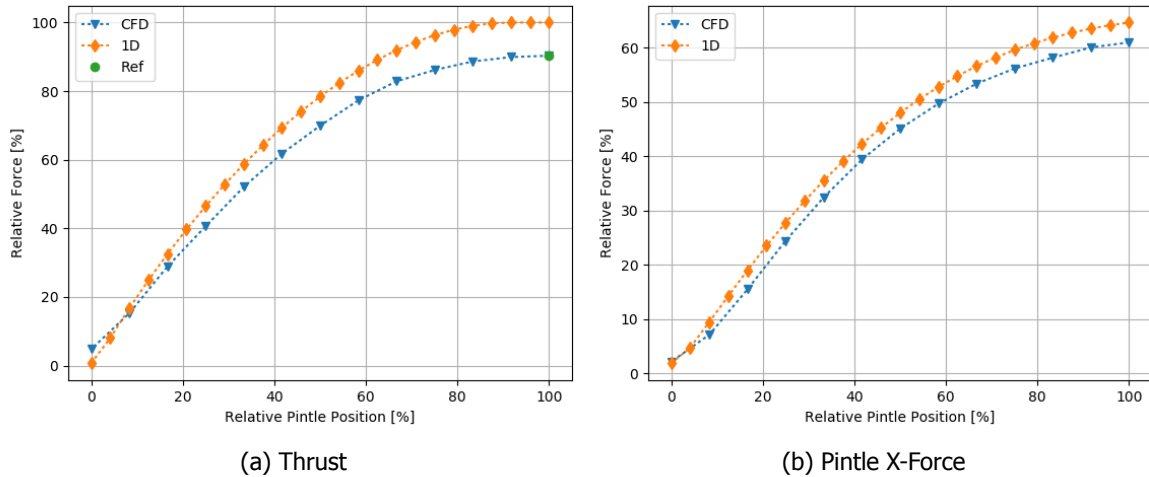 CFD
1D
Ref
100
80
60
40
20
0
Relative Force [%]
0 20 40 60 80 100
Relative Pintle Position [%]
(a) Thrust
CFD
1D
60
50
40
30
20
10
0
Relative Force [%]
0 20 40 60 80 100
Relative Pintle Position [%]
(b) Pintle X-Force